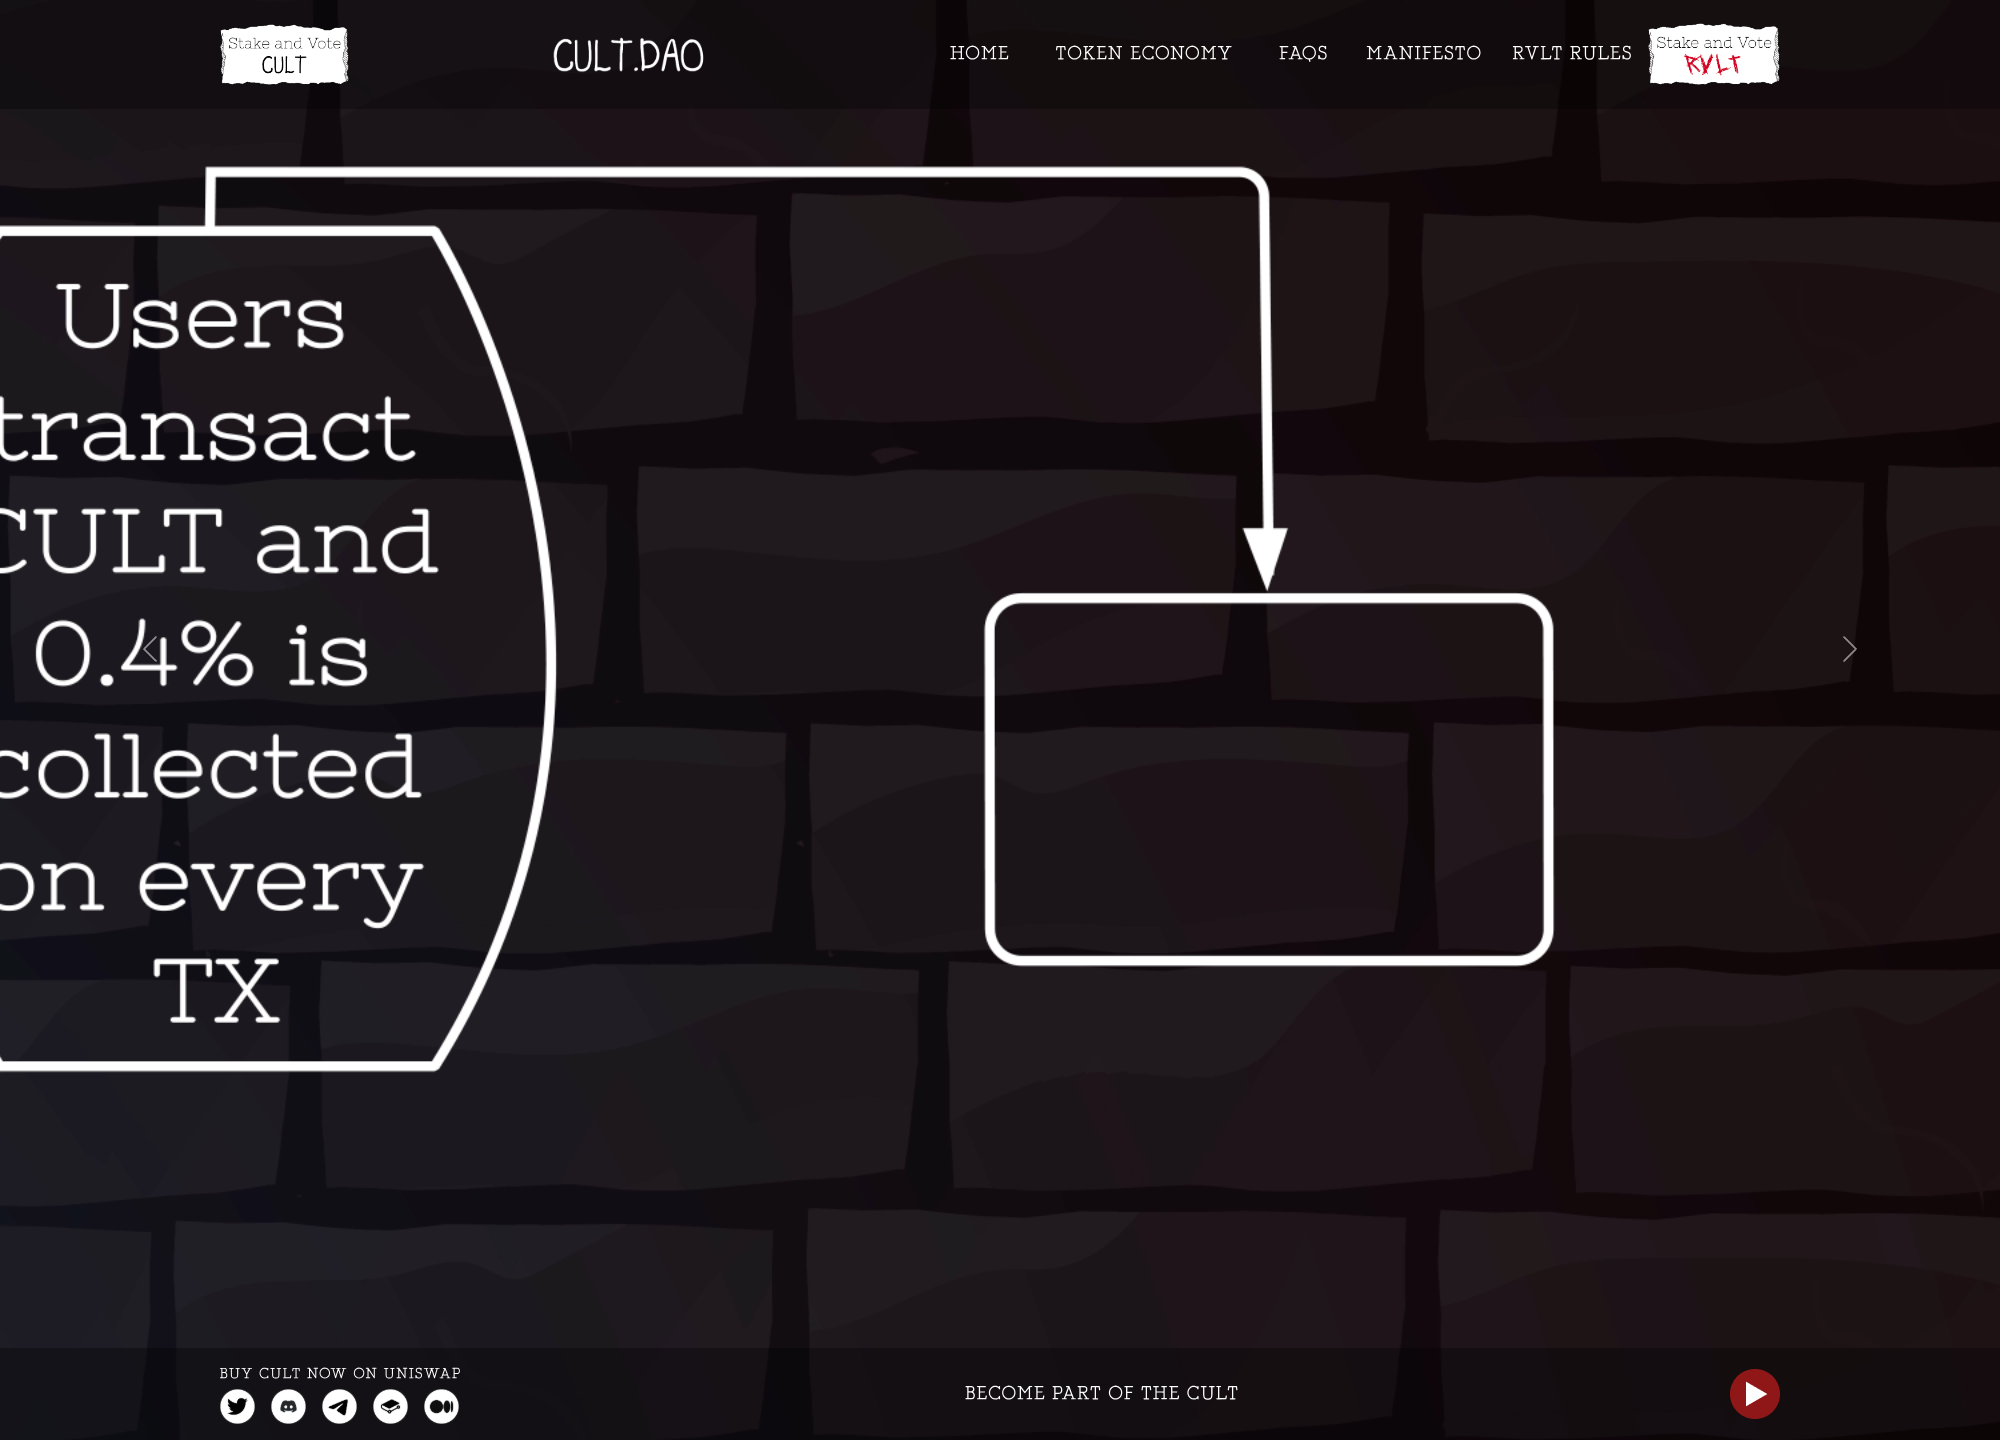 Stake and Vote
CULT
CULT.DAO
HOME
TOKEN ECONOMY
FAQS
MANIFESTO
RVLT RULES
Stake and Vote
RVLT
Users
transact
CULT and
0.4% is
collected
on every
TX
BUY CULT NOW ON UNISWAP
BECOME PART OF THE CULT